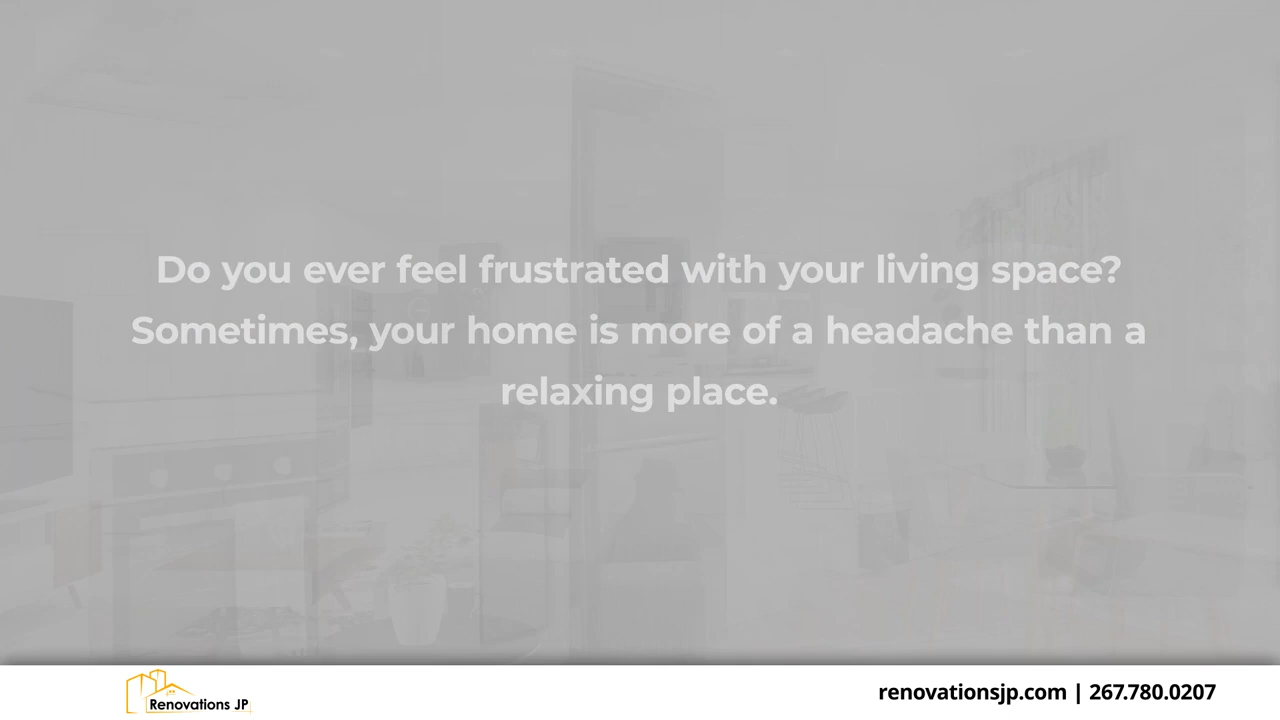 Do you ever feel frustrated with your living space?
Sometimes, your home is more of a headache than a
relaxing place.
Renovations JP
renovationsjp.com | 267.780.0207